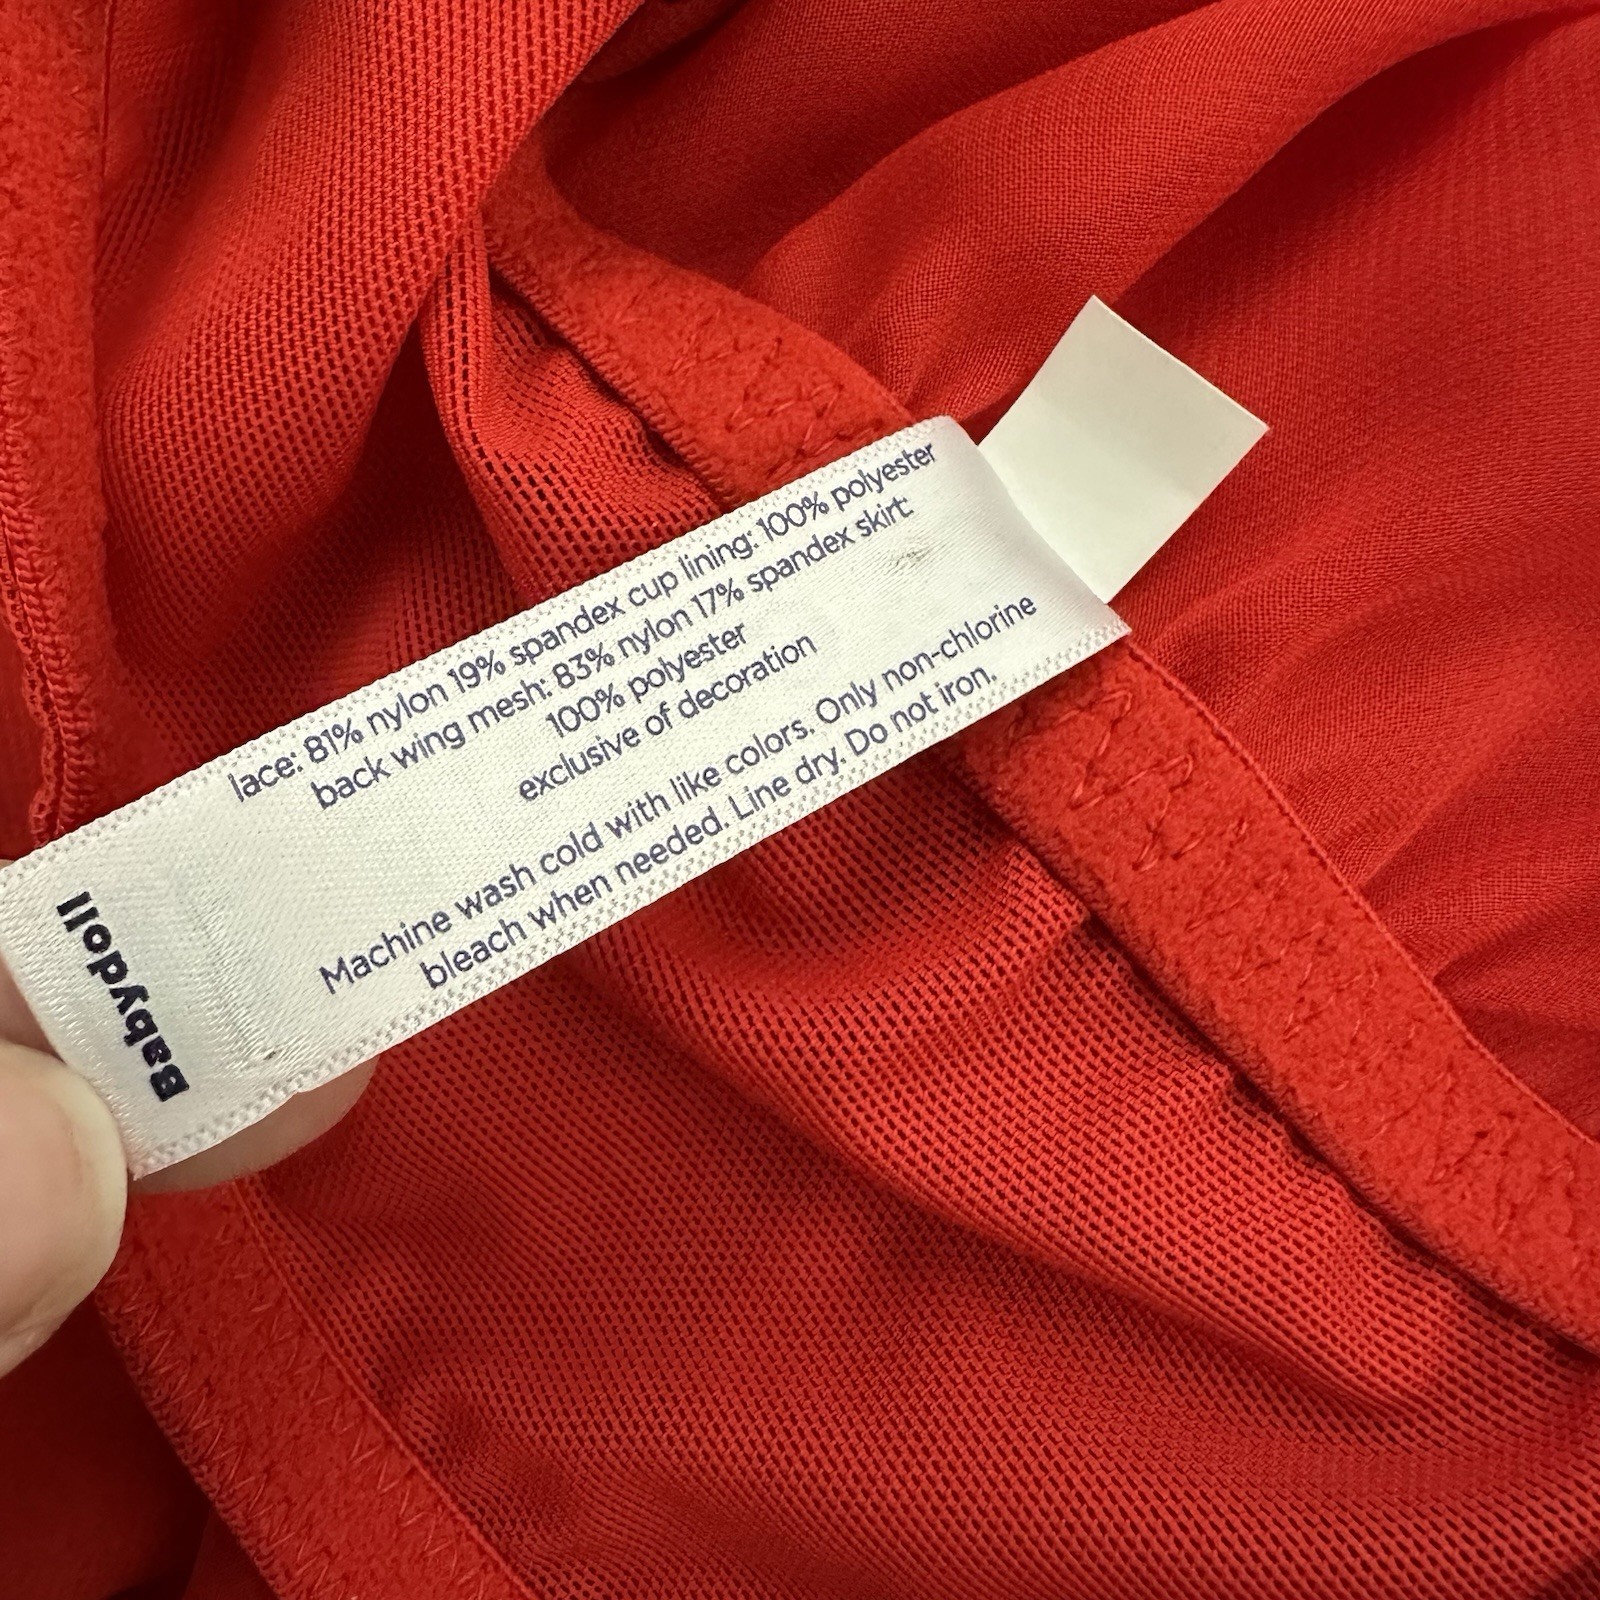 lace: 81% nylon 19% spandex cup lining: 100% polyester
back wing mesh: 83% nylon 17% spandex skirt:
100% polyester
exclusive of decoration
Machine wash cold with like colors. Only non-chlorine
bleach when needed. Line dry. Do not iron.
Babydoll